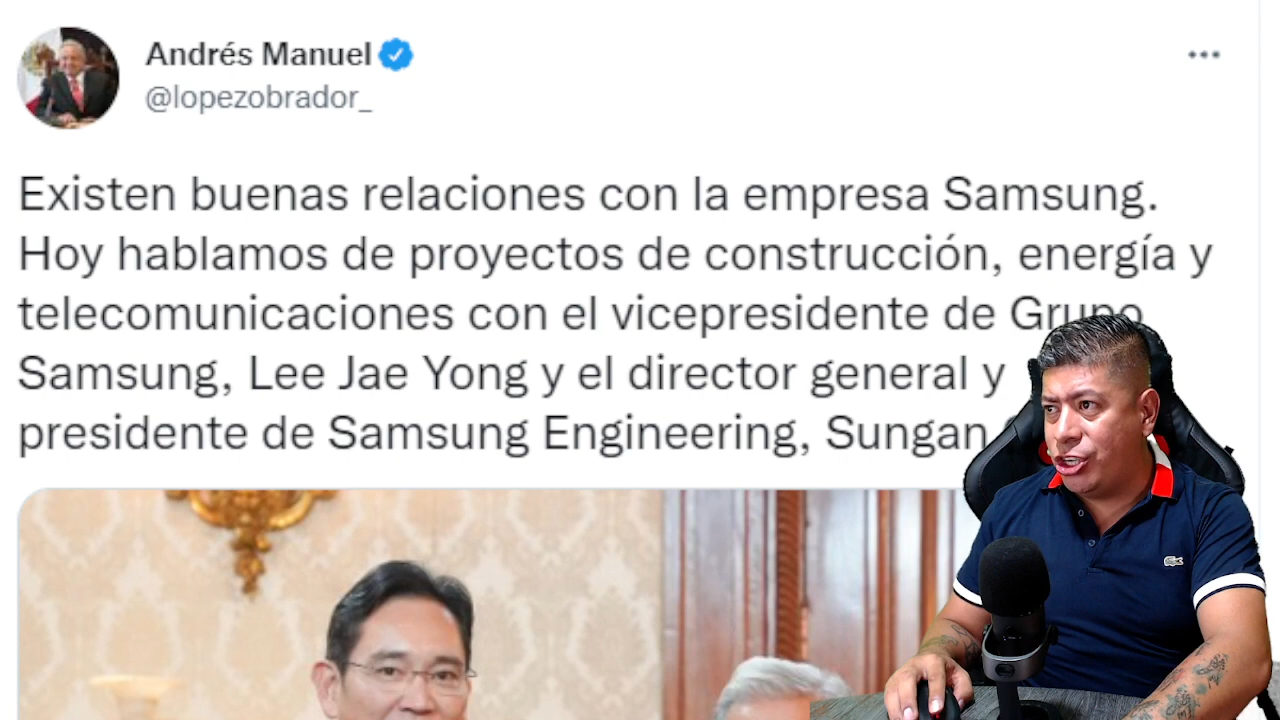 Andrés Manuel
@lopezobrador_
Existen buenas relaciones con la empresa Samsung.
Hoy hablamos de proyectos de construcción, energía y
telecomunicaciones con el vicepresidente de Grupo
Samsung, Lee Jae Yong y el director general y
presidente de Samsung Engineering, Sungan